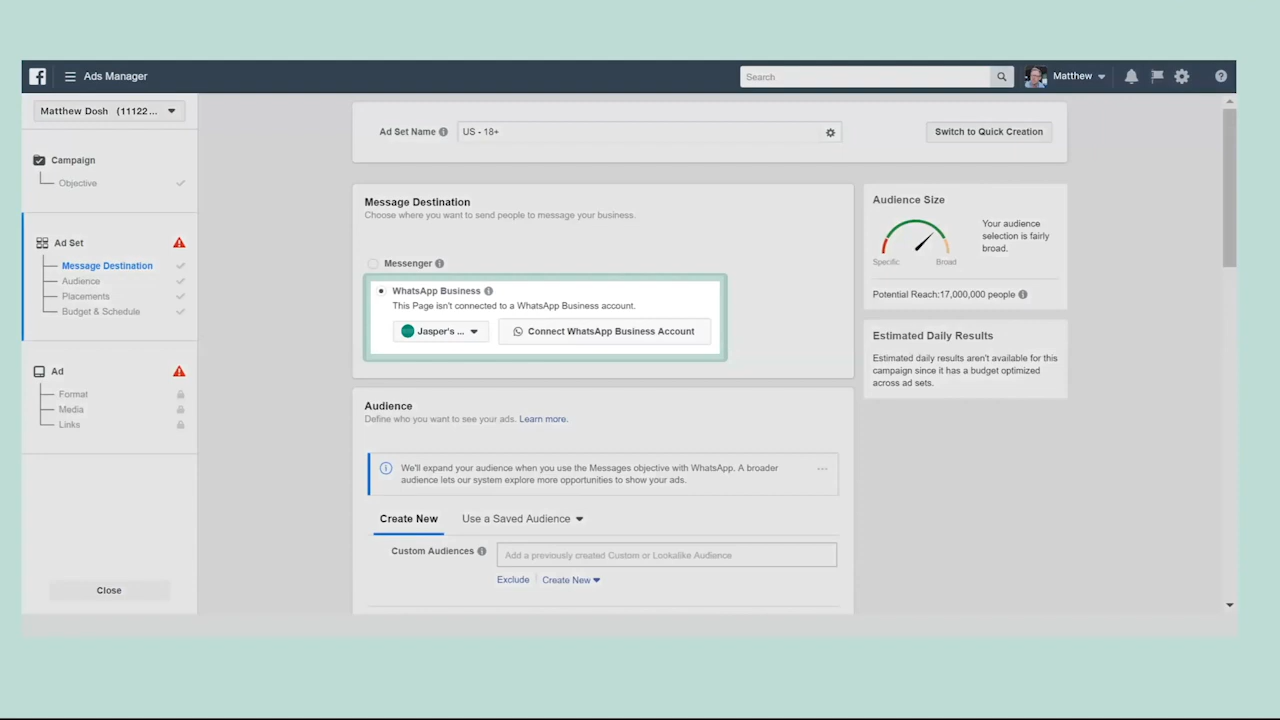 Ads Manager
Search
Matthew
Matthew Dosh (11122...
Campaign
Objective
Ad Set
Message Destination
Audience
Placements
Budget & Schedule
Ad
Format
Media
Links
Close
Ad Set Name
US - 18+
Switch to Quick Creation
Message Destination
Choose where you want to send people to message your business.
Messenger
WhatsApp Business
This Page isn't connected to a WhatsApp Business account.
Jasper's ...
Connect WhatsApp Business Account
Audience
Define who you want to see your ads. Learn more.
We'll expand your audience when you use the Messages objective with WhatsApp. A broader
audience lets our system explore more opportunities to show your ads.
Create New
Use a Saved Audience
Custom Audiences
Add a previously created Custom or Lookalike Audience
Exclude
Create New
Audience Size
Your audience
selection is fairly
broad.
Specific
Broad
Potential Reach:17,000,000 people
Estimated Daily Results
Estimated daily results aren't available for this
campaign since it has a budget optimized
across ad sets.